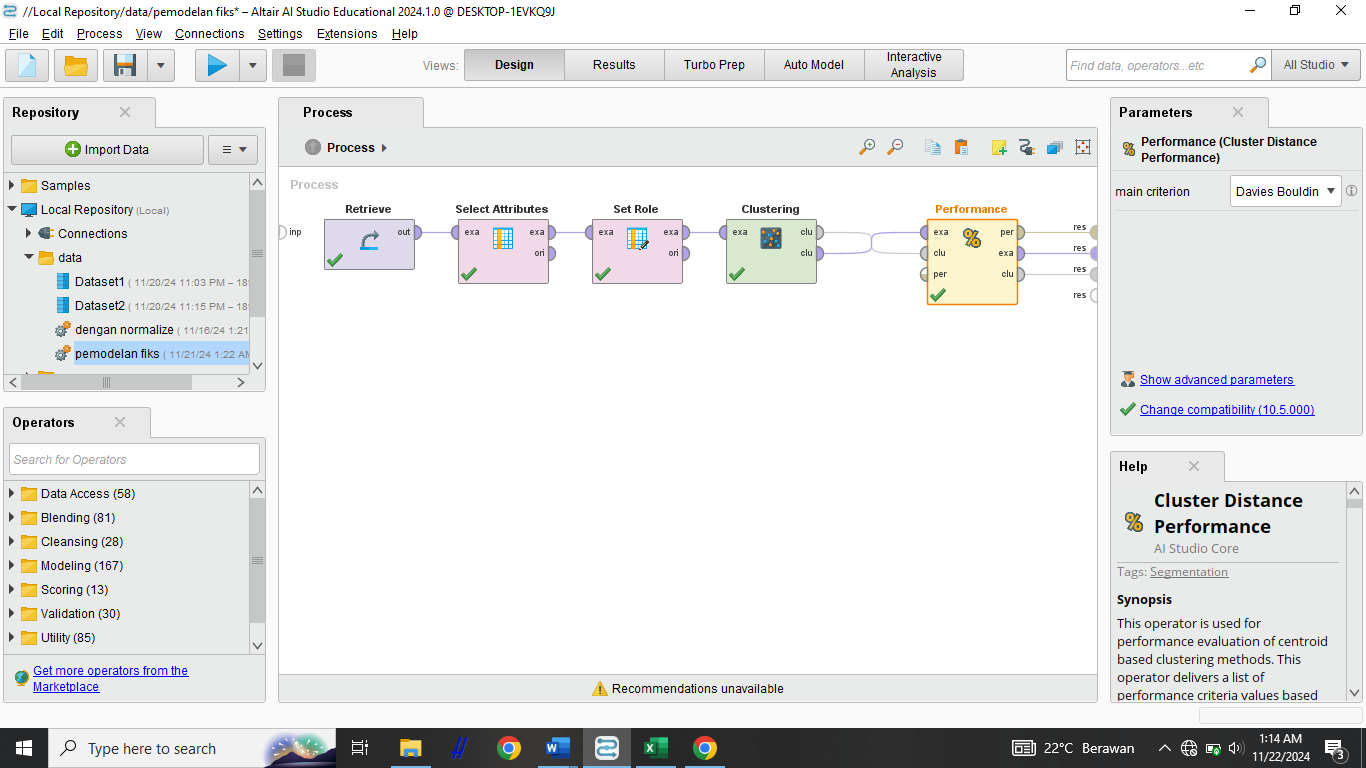 //Local Repository/data/pemodelan fiks* – Altair AI Studio Educational 2024.1.0 @ DESKTOP-1EVKQ9J
File Edit Process View Connections Settings Extensions Help
Views: Design Results Turbo Prep Auto Model Interactive Analysis
Find data, operators...etc
All Studio
Repository
Import Data
Samples
Local Repository (Local)
Connections
data
Dataset1 ( 11/20/24 11:03 PM – 18
Dataset2 ( 11/20/24 11:15 PM – 18
dengan normalize ( 11/16/24 1:21
pemodelan fiks ( 11/21/24 1:22 AM
Operators
Search for Operators
Data Access (58)
Blending (81)
Cleansing (28)
Modeling (167)
Scoring (13)
Validation (30)
Utility (85)
Get more operators from the
Marketplace
Process
Process
Process
Retrieve Select Attributes Set Role Clustering Performance
inp out exa exa exa exa exa clu exa per res
ori ori clu clu exa res
per clu res
res
Recommendations unavailable
Parameters
Performance (Cluster Distance
Performance)
main criterion Davies Bouldin
Show advanced parameters
Change compatibility (10.5.000)
Help
Cluster Distance
Performance
AI Studio Core
Tags: Segmentation
Synopsis
This operator is used for
performance evaluation of centroid
based clustering methods. This
operator delivers a list of
performance criteria values based
Type here to search
22°C Berawan
1:14 AM
11/22/2024
3